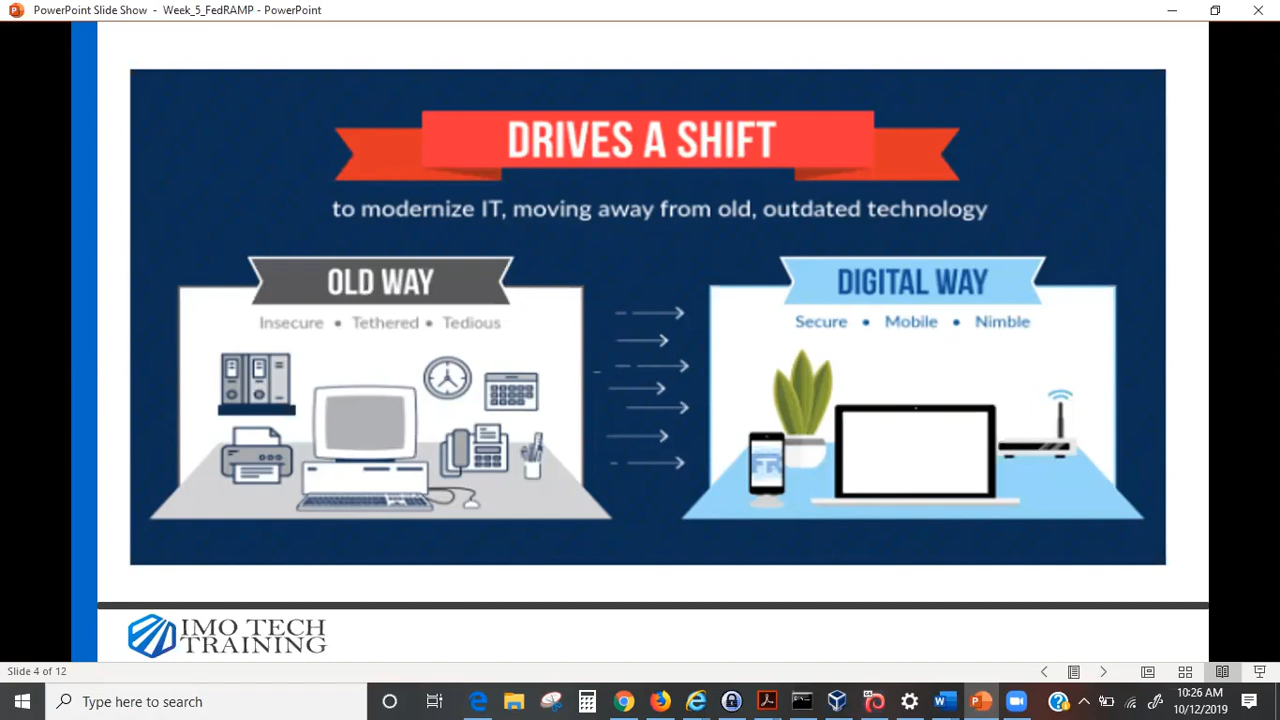 PowerPoint Slide Show - Week_5_FedRAMP - PowerPoint
DRIVES A SHIFT
to modernize IT, moving away from old, outdated technology
OLD WAY
Insecure • Tethered • Tedious
DIGITAL WAY
Secure • Mobile • Nimble
IMO TECH
TRAINING
Slide 4 of 12
Type here to search
10:26 AM
10/12/2019